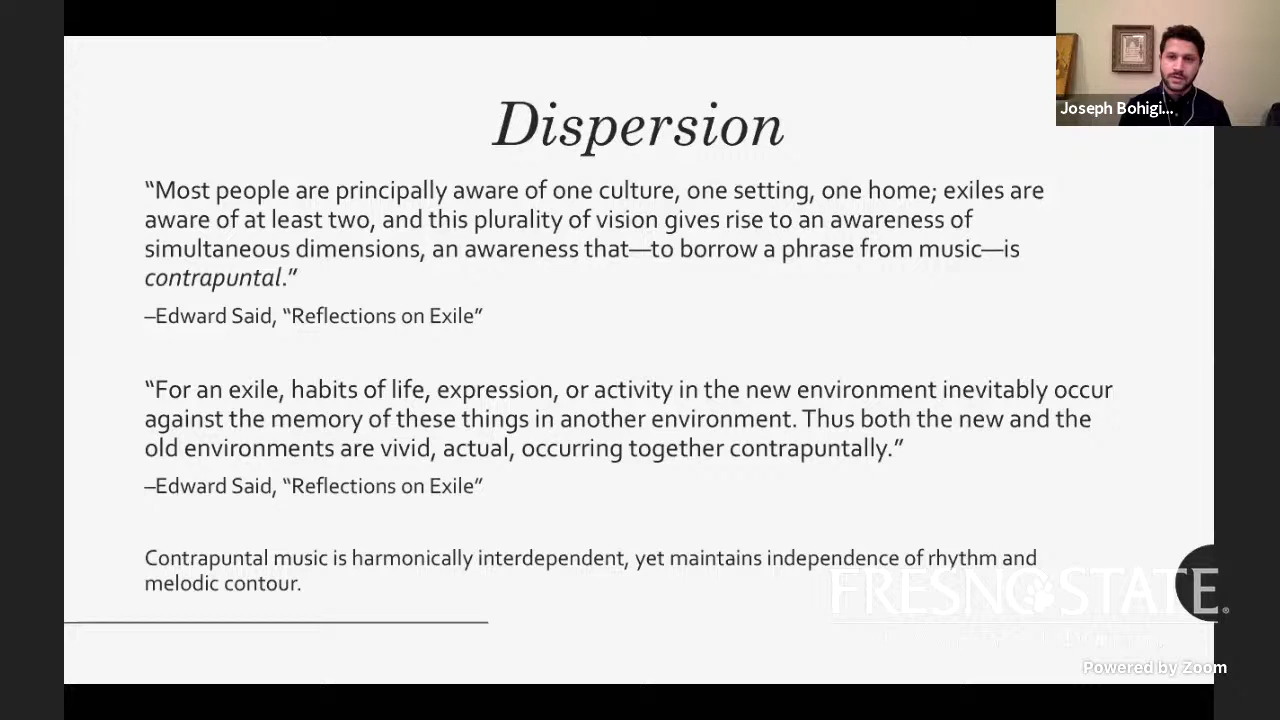 Dispersion
“Most people are principally aware of one culture, one setting, one home; exiles are
aware of at least two, and this plurality of vision gives rise to an awareness of
simultaneous dimensions, an awareness that—to borrow a phrase from music—is
contrapuntal.”
–Edward Said, “Reflections on Exile”
“For an exile, habits of life, expression, or activity in the new environment inevitably occur
against the memory of these things in another environment. Thus both the new and the
old environments are vivid, actual, occurring together contrapuntally.”
–Edward Said, “Reflections on Exile”
Contrapuntal music is harmonically interdependent, yet maintains independence of rhythm and
melodic contour.
Joseph Bohigi...
FRESNO STATE®
Powered by Zoom